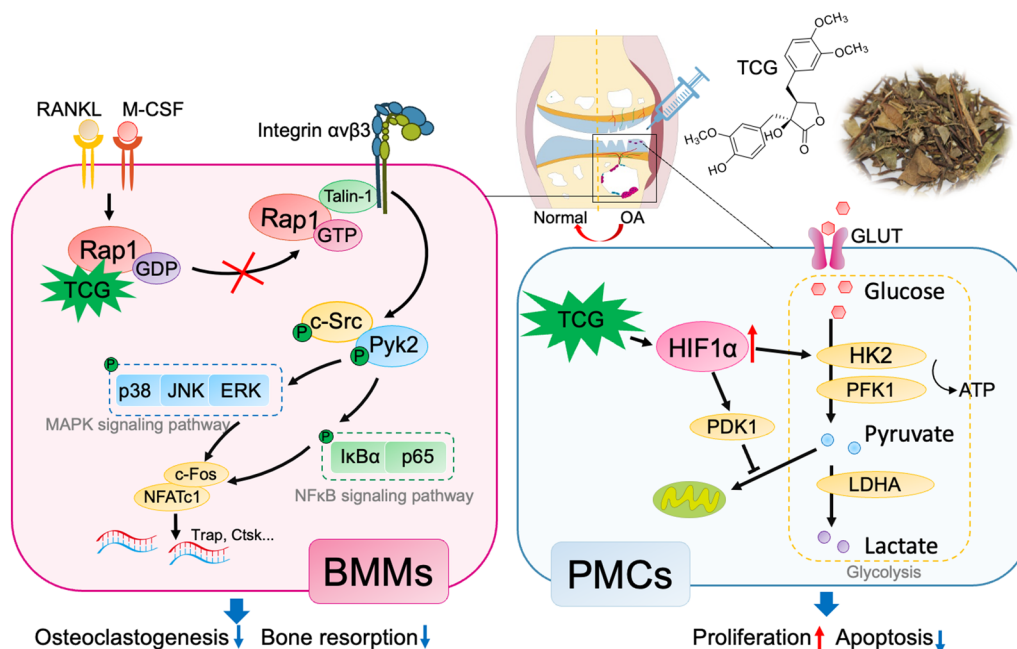 RANKL M-CSF
Integrin αvβ3
Talin-1
Rap1
GTP
Rap1
GDP
TCG
P
c-Src
P
Pyk2
P
p38 JNK ERK
MAPK signaling pathway
P
IκBα p65
NFκB signaling pathway
c-Fos
NFATc1
Trap, Ctsk...
BMMs
Osteoclastogenesis Bone resorption
Normal OA
TCG
OCH3
OCH3
H3CO
HO
HO
O
O
GLUT
Glucose
TCG
HIF1α
HK2
PFK1
ATP
PDK1
Pyruvate
LDHA
Lactate
Glycolysis
PMCs
Proliferation Apoptosis